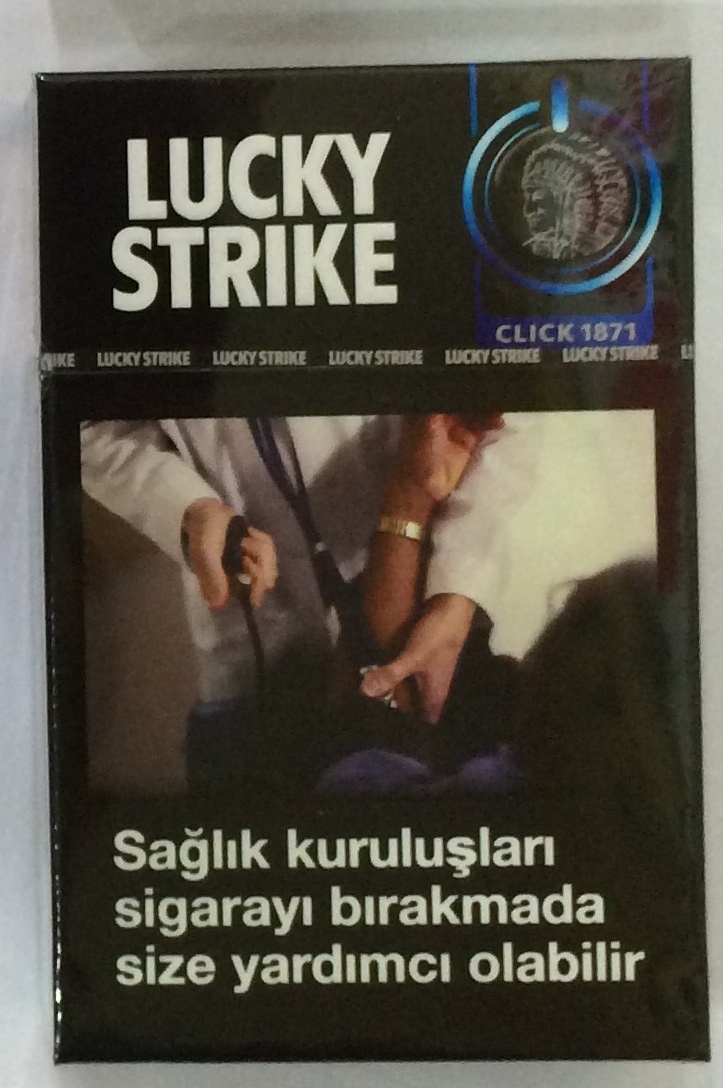 LUCKY
STRIKE
CLICK 1871
LUCKY STRIKE LUCKY STRIKE LUCKY STRIKE LUCKY STRIKE LUCKY STRIKE
Sağlık kuruluşları
sigarayı bırakmada
size yardımcı olabilir